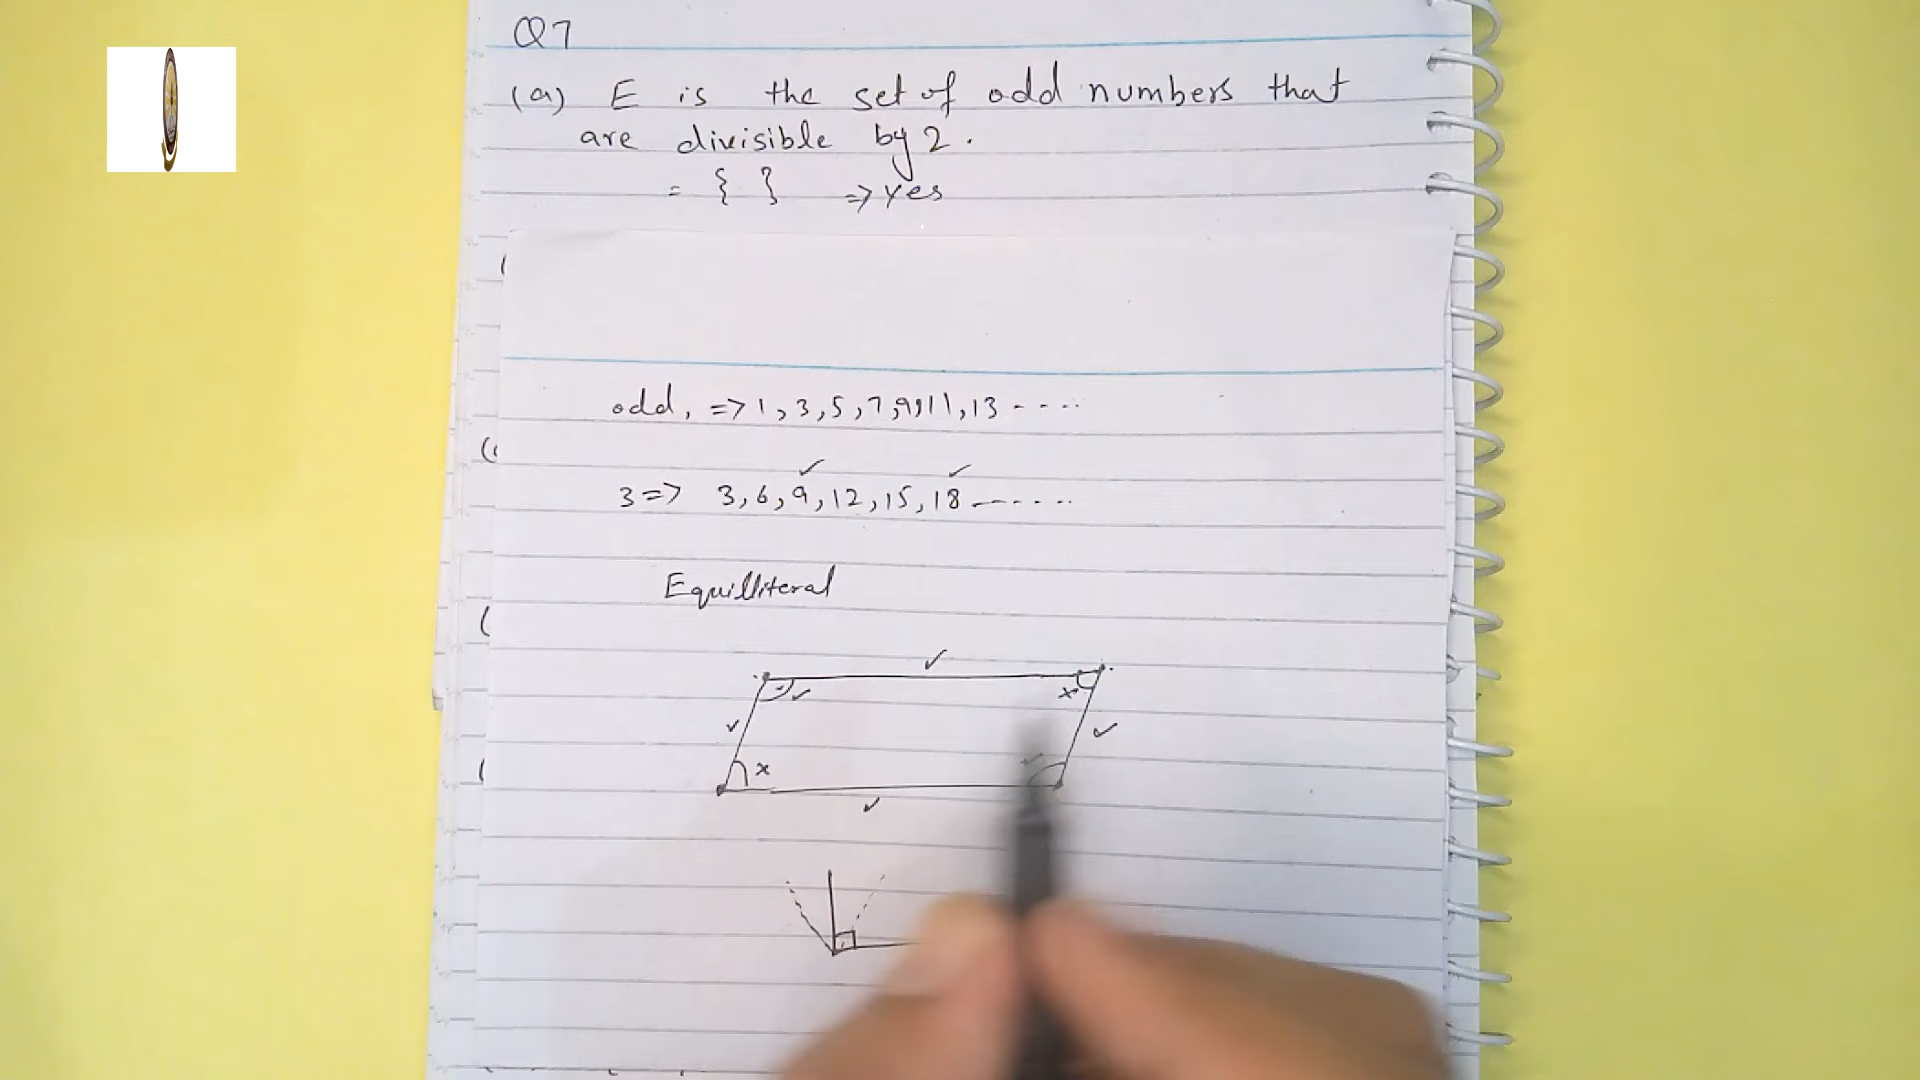 Q7
(a) E is the set of odd numbers that
are divisible by 2.
= { } => Yes
odd, => 1, 3, 5, 7, 9, 11, 13 ----
3 => 3, 6, 9, 12, 15, 18 ------
Equilliteral
x
x